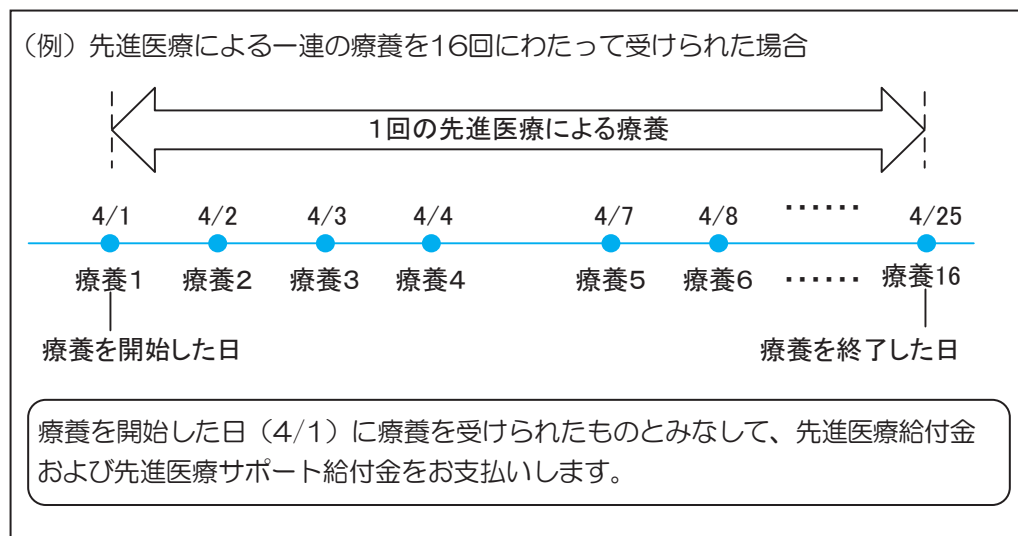 （例）先進医療による一連の療養を16回にわたって受けられた場合
1回の先進医療による療養
4/1 4/2 4/3 4/4 4/7 4/8 ‥‥‥ 4/25
療養1 療養2 療養3 療養4 療養5 療養6 ‥‥‥ 療養16
療養を開始した日 療養を終了した日
療養を開始した日（4/1）に療養を受けられたものとみなして、先進医療給付金
および先進医療サポート給付金をお支払いします。